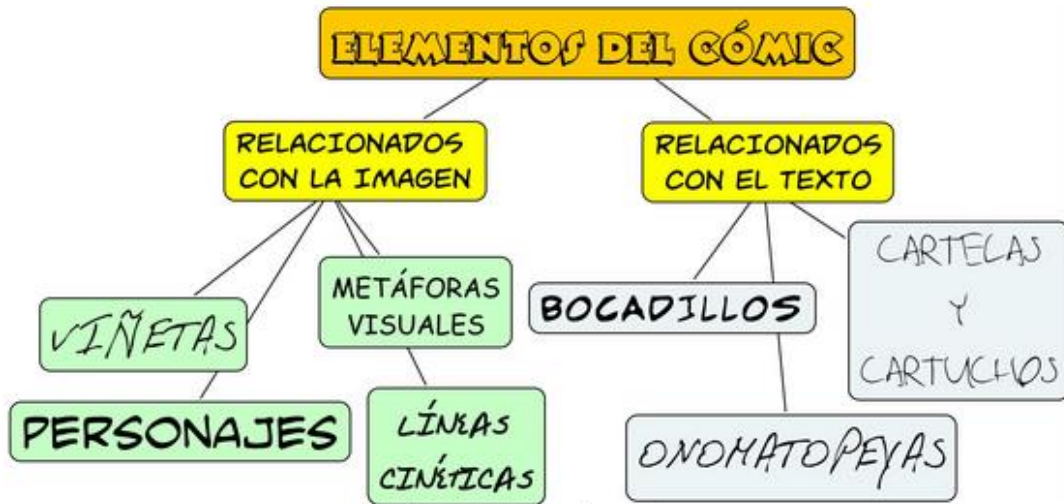 ELEMENTOS DEL CÓMIC
RELACIONADOS
CON LA IMAGEN
RELACIONADOS
CON EL TEXTO
VIÑETAS
METÁFORAS
VISUALES
PERSONAJES
LÍNEAS
CINÉTICAS
BOCADILLOS
CARTELAS
Y
CARTUCHOS
ONOMATOPEYAS